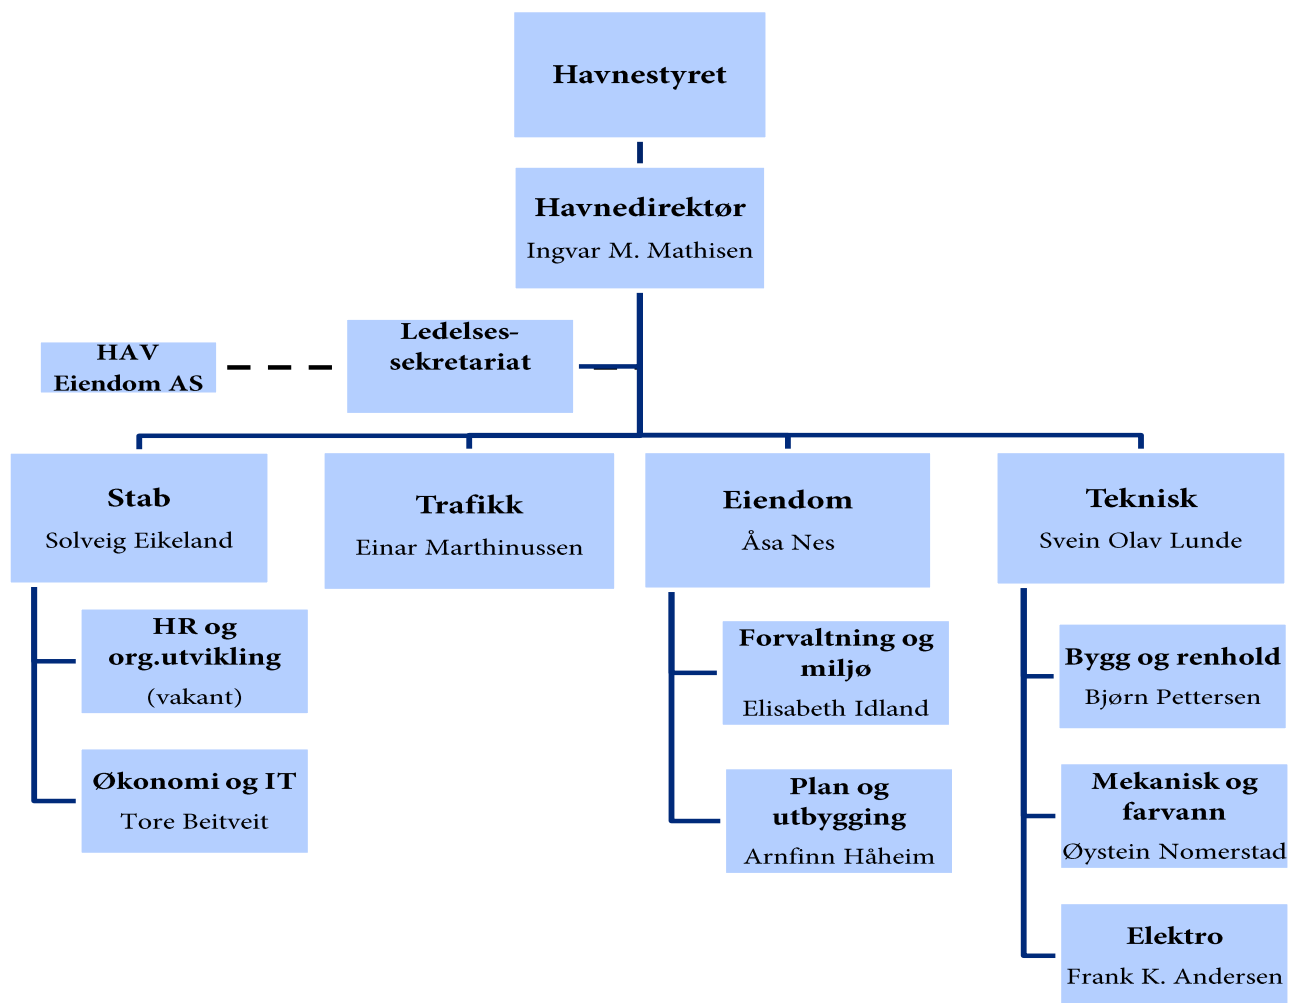 Havnestyret
Havnedirektør
Ingvar M. Mathisen
Ledelses-
sekretariat
HAV
Eiendom AS
Stab
Solveig Eikeland
Trafikk
Einar Marthinussen
Eiendom
Åsa Nes
Teknisk
Svein Olav Lunde
HR og
org.utvikling
(vakant)
Økonomi og IT
Tore Beitveit
Forvaltning og
miljø
Elisabeth Idland
Plan og
utbygging
Arnfinn Håheim
Bygg og renhold
Bjørn Pettersen
Mekanisk og
farvann
Øystein Nomerstad
Elektro
Frank K. Andersen